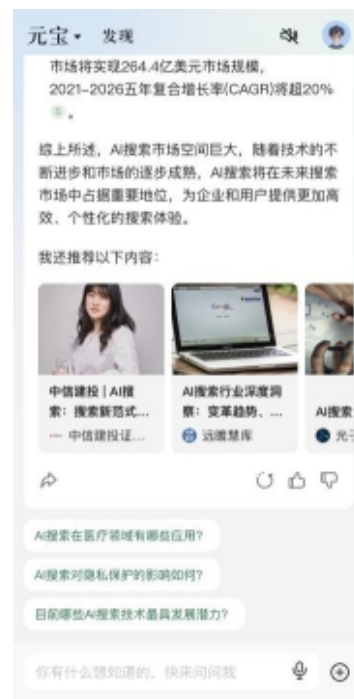 元宝 发现
市场将实现264.4亿美元市场规模，
2021-2026五年复合增长率(CAGR)将超20%
。
综上所述，AI搜索市场空间巨大，随着技术的不
断进步和市场的逐步成熟，AI搜索将在未来搜索
市场中占据重要地位，为企业和用户提供更加高
效、个性化的搜索体验。
我还推荐以下内容：
中信建投 | AI搜
索：搜索新范式...
中信建投证...
AI搜索行业深度洞
察：变革趋势、...
远瞻慧库
AI搜索
光子
AI搜索在医疗领域有哪些应用?
AI搜索对隐私保护的影响如何?
目前哪些AI搜索技术最具发展潜力?
你有什么想知道的，快来问问我